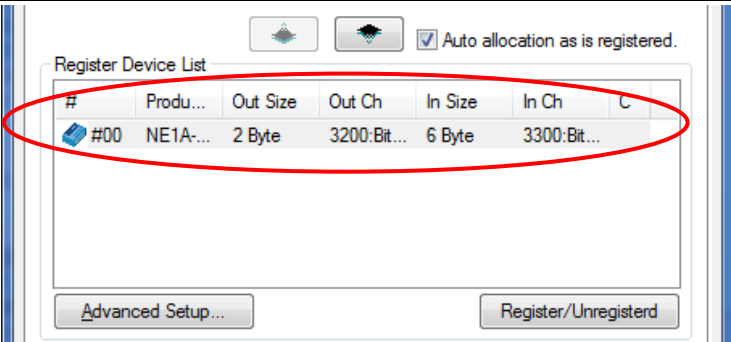 Auto allocation as is registered.
Register Device List
# Produ... Out Size Out Ch In Size In Ch C
#00 NE1A-... 2 Byte 3200:Bit... 6 Byte 3300:Bit...
Advanced Setup... Register/Unregisterd